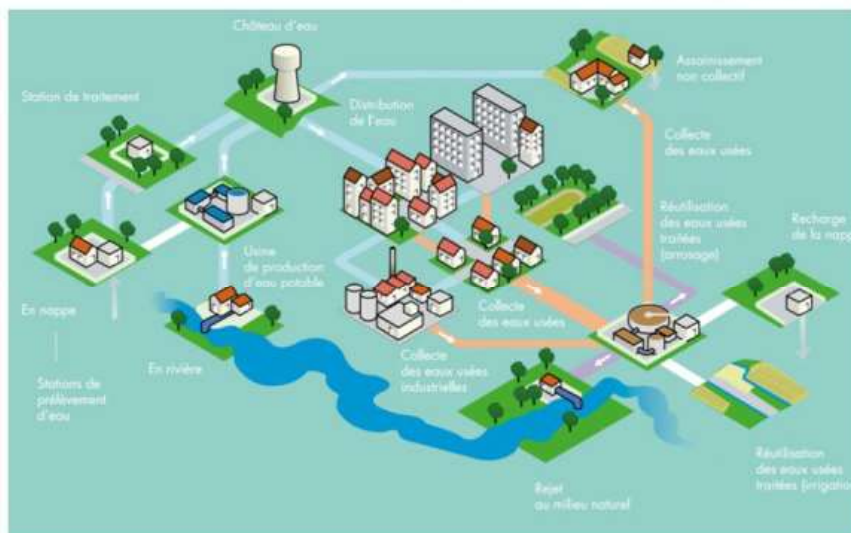 Château d'eau
Station de traitement
Distribution
de l'eau
Assainissement
non collectif
Collecte
des eaux usées
Réutilisation
des eaux usées
traitées
(arrosage)
Recharge
de la nappe
Usine
de production
d'eau potable
En nappe
En rivière
Stations de
prélèvement
d'eau
Collecte
des eaux usées
Collecte
des eaux usées
industrielles
Rejet
au milieu naturel
Réutilisation
des eaux usées
traitées (irrigation